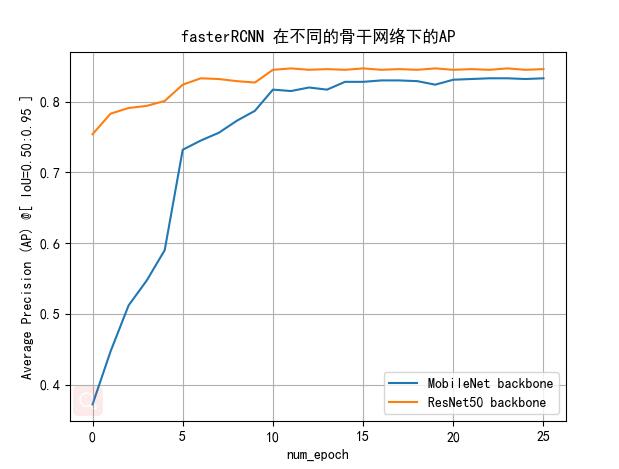 fasterRCNN 在不同的骨干网络下的AP
Average Precision (AP) @[ IoU=0.50:0.95 ]
0.8
0.7
0.6
0.5
0.4
MobileNet backbone
ResNet50 backbone
0 5 10 15 20 25
num_epoch